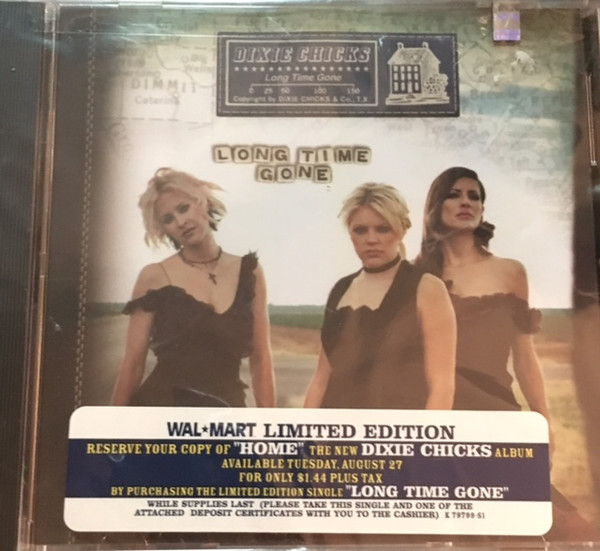 DIXIE CHICKS
Long Time Gone
0 25 50 100 150
Copyright by DIXIE CHICKS & Co., T.X.
DIMMIT
Catarina
LONG TIME
GONE
WAL★MART LIMITED EDITION
RESERVE YOUR COPY OF "HOME" THE NEW DIXIE CHICKS ALBUM
AVAILABLE TUESDAY, AUGUST 27
FOR ONLY $1.44 PLUS TAX
BY PURCHASING THE LIMITED EDITION SINGLE "LONG TIME GONE"
WHILE SUPPLIES LAST (PLEASE TAKE THIS SINGLE AND ONE OF THE
ATTACHED DEPOSIT CERTIFICATES WITH YOU TO THE CASHIER) K 79798-S1